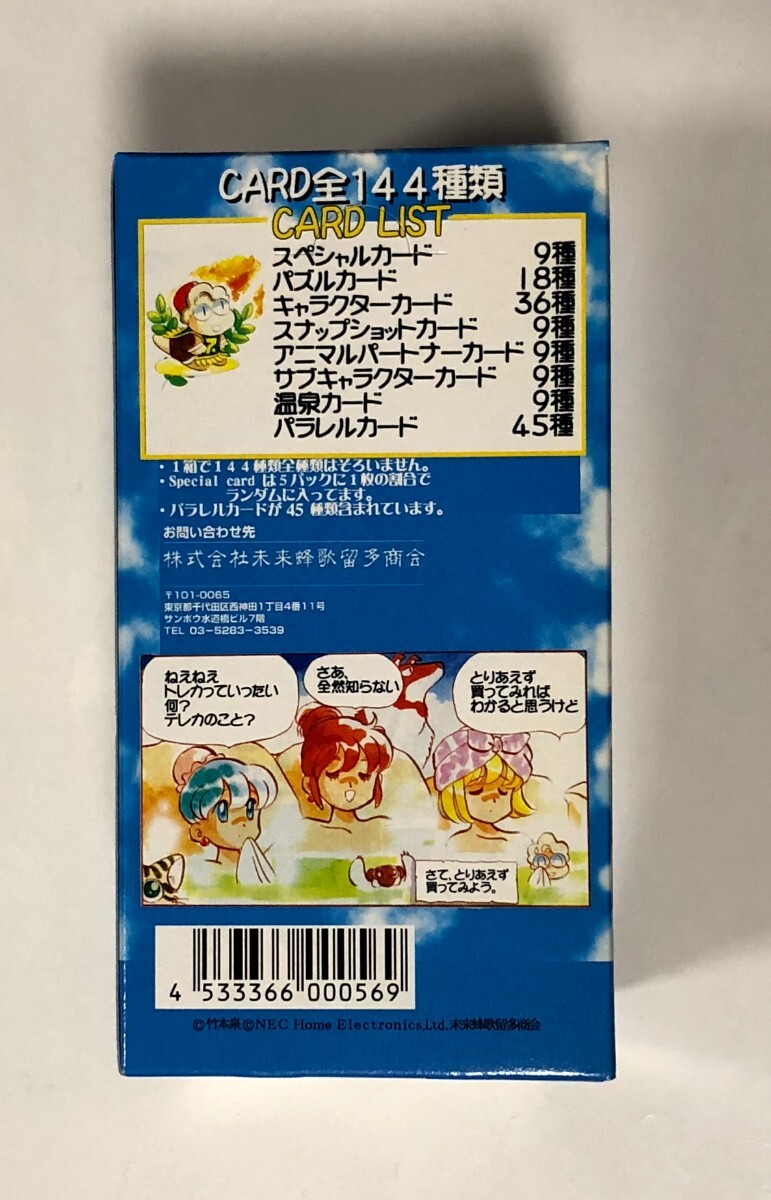 CARD全144種類
CARD LIST
スペシャルカード 9種
パズルカード 18種
キャラクターカード 36種
スナップショットカード 9種
アニマルパートナーカード 9種
サブキャラクターカード 9種
温泉カード 9種
パラレルカード 45種
・1箱で144種類全種類はそろいません。
・Special card は5パックに1枚の割合で
ランダムに入ってます。
・パラレルカードが45種類含まれています。
お問い合わせ先
株式会社未来蜂歌留多商会
〒101-0065
東京都千代田区西神田1丁目4番11号
サンポウ水道橋ビル7階
TEL 03-5283-3539
ねえねえ
トレカっていったい
何?
テレカのこと?
さあ、
全然知らない
とりあえず
買ってみれば
わかると思うけど
さて、とりあえず
買ってみよう。
4 533366 000569
©竹本泉©NEC Home Electronics,Ltd.未来蜂歌留多商会